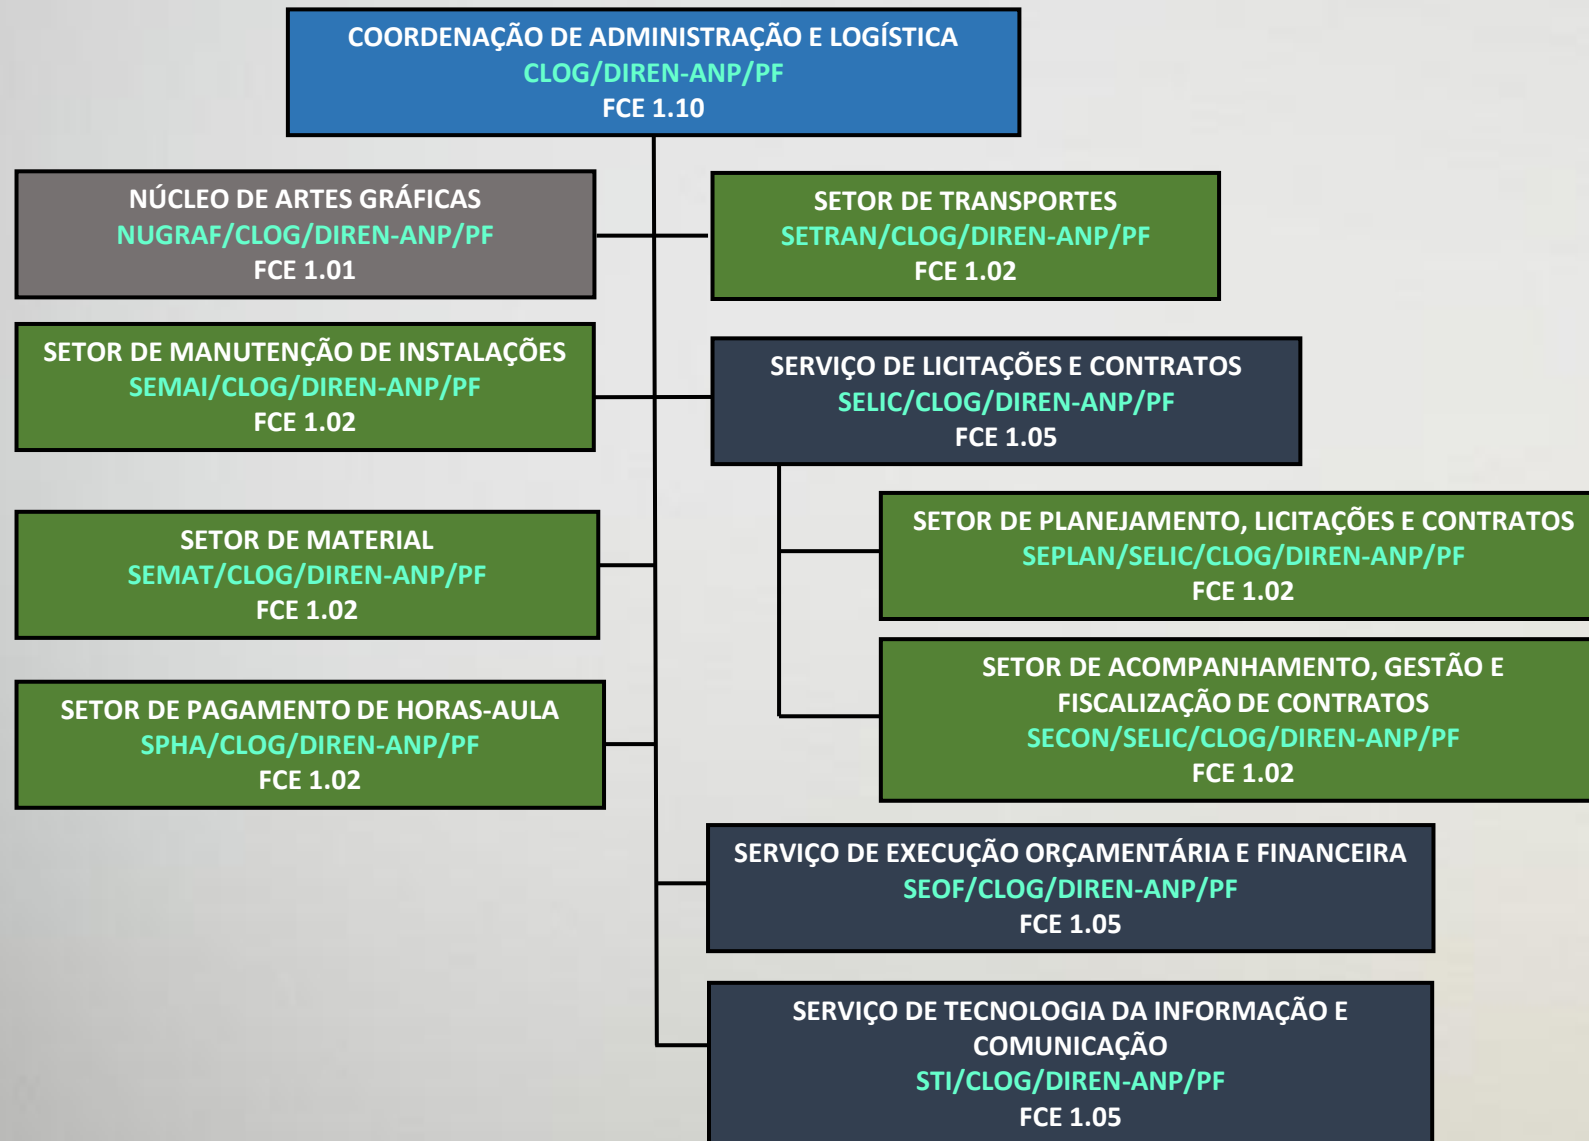 COORDENAÇÃO DE ADMINISTRAÇÃO E LOGÍSTICA
CLOG/DIREN-ANP/PF
FCE 1.10
NÚCLEO DE ARTES GRÁFICAS
NUGRAF/CLOG/DIREN-ANP/PF
FCE 1.01
SETOR DE TRANSPORTES
SETRAN/CLOG/DIREN-ANP/PF
FCE 1.02
SETOR DE MANUTENÇÃO DE INSTALAÇÕES
SEMAI/CLOG/DIREN-ANP/PF
FCE 1.02
SERVIÇO DE LICITAÇÕES E CONTRATOS
SELIC/CLOG/DIREN-ANP/PF
FCE 1.05
SETOR DE PLANEJAMENTO, LICITAÇÕES E CONTRATOS
SEPLAN/SELIC/CLOG/DIREN-ANP/PF
FCE 1.02
SETOR DE MATERIAL
SEMAT/CLOG/DIREN-ANP/PF
FCE 1.02
SETOR DE ACOMPANHAMENTO, GESTÃO E
FISCALIZAÇÃO DE CONTRATOS
SECON/SELIC/CLOG/DIREN-ANP/PF
FCE 1.02
SETOR DE PAGAMENTO DE HORAS-AULA
SPHA/CLOG/DIREN-ANP/PF
FCE 1.02
SERVIÇO DE EXECUÇÃO ORÇAMENTÁRIA E FINANCEIRA
SEOF/CLOG/DIREN-ANP/PF
FCE 1.05
SERVIÇO DE TECNOLOGIA DA INFORMAÇÃO E
COMUNICAÇÃO
STI/CLOG/DIREN-ANP/PF
FCE 1.05